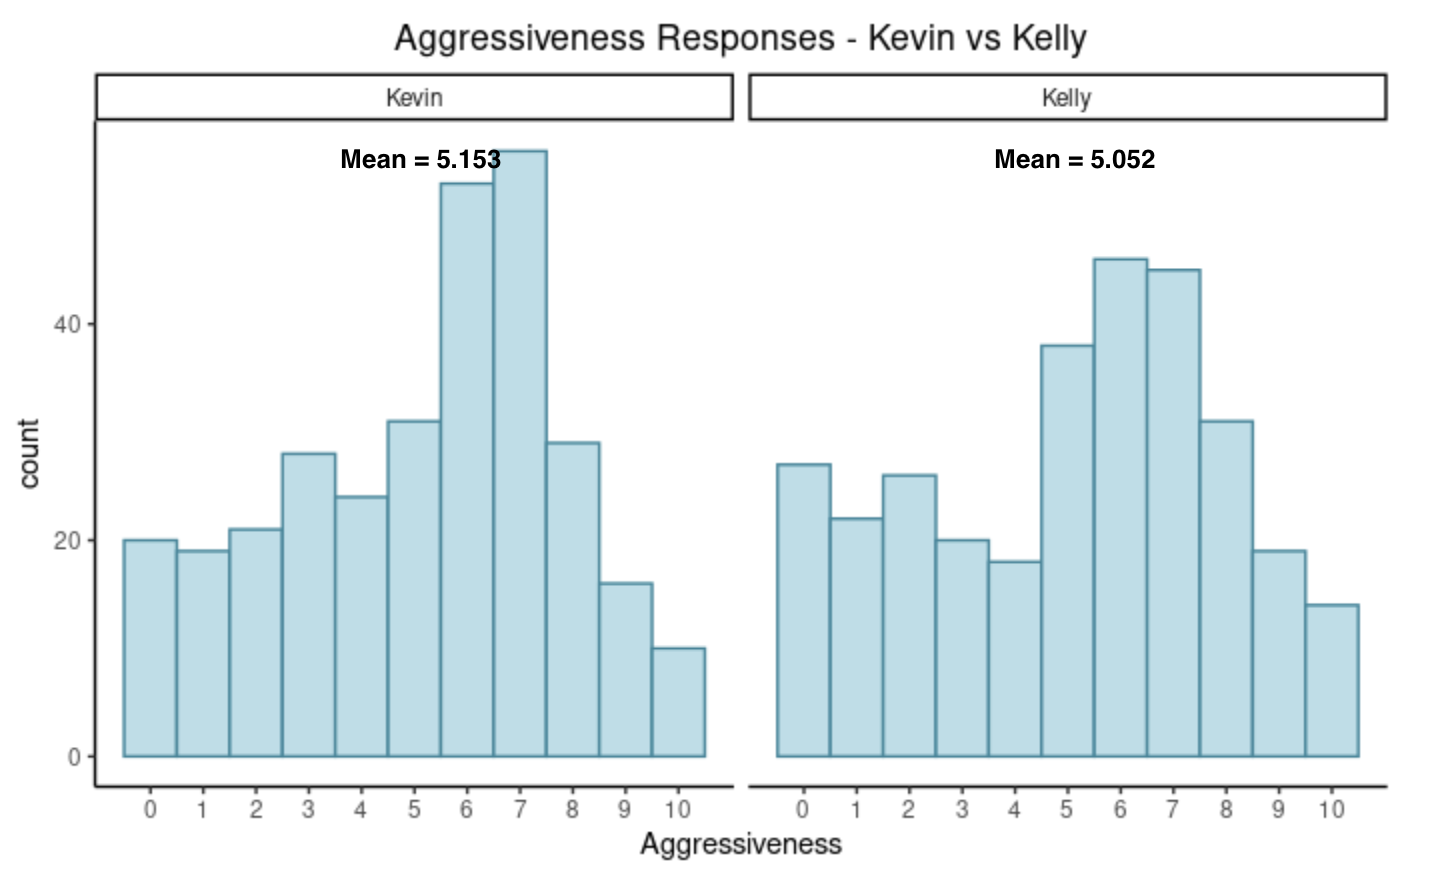 Aggressiveness Responses - Kevin vs Kelly
Kevin
Kelly
Mean = 5.153
Mean = 5.052
40
20
0
count
0 1 2 3 4 5 6 7 8 9 10
0 1 2 3 4 5 6 7 8 9 10
Aggressiveness